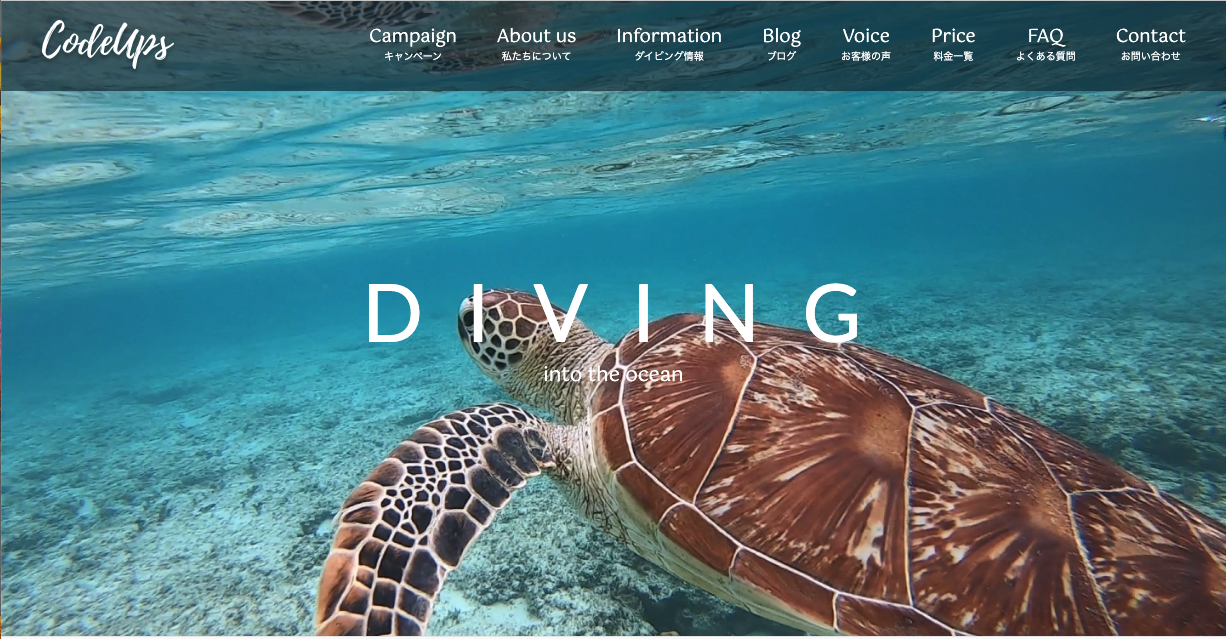 CodeUps
Campaign
キャンペーン
About us
私たちについて
Information
ダイビング情報
Blog
ブログ
Voice
お客様の声
Price
料金一覧
FAQ
よくある質問
Contact
お問い合わせ
DIVING
into the ocean